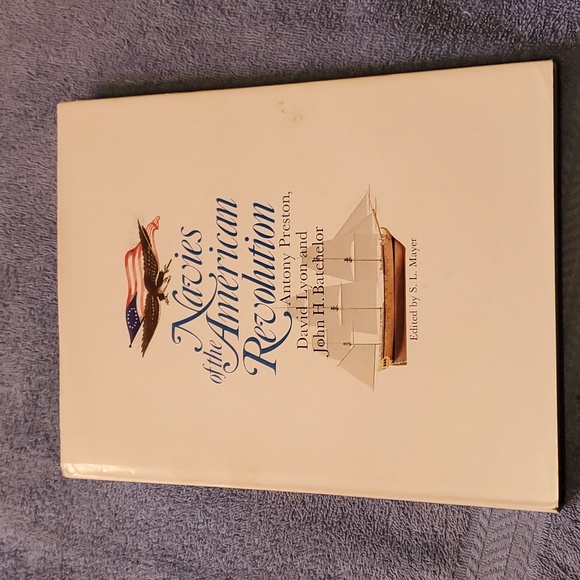 Navies
of the American
Revolution
Antony Preston,
David Lyon and
John H. Batchelor
Edited by S. L. Mayer